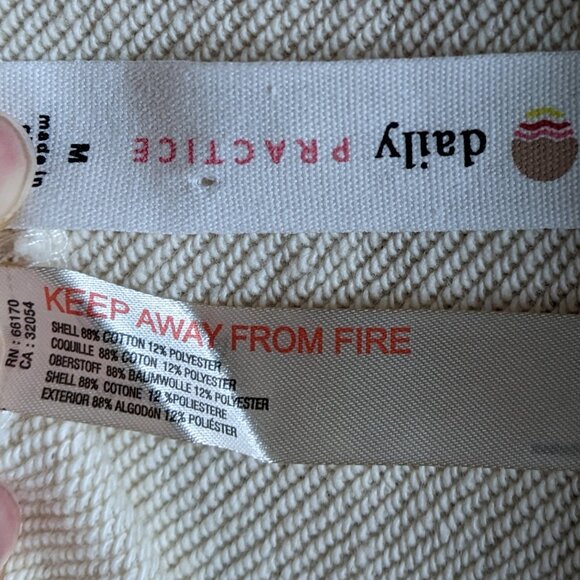 daily PRACTICE
M
made in
KEEP AWAY FROM FIRE
SHELL 88% COTTON 12% POLYESTER
COQUILLE 88% COTON 12% POLYESTER
OBERSTOFF 88% BAUMWOLLE 12% POLYESTER
SHELL 88% COTONE 12 %POLIESTERE
EXTERIOR 88% ALGODÓN 12% POLIÉSTER
RN : 66170
CA : 32054